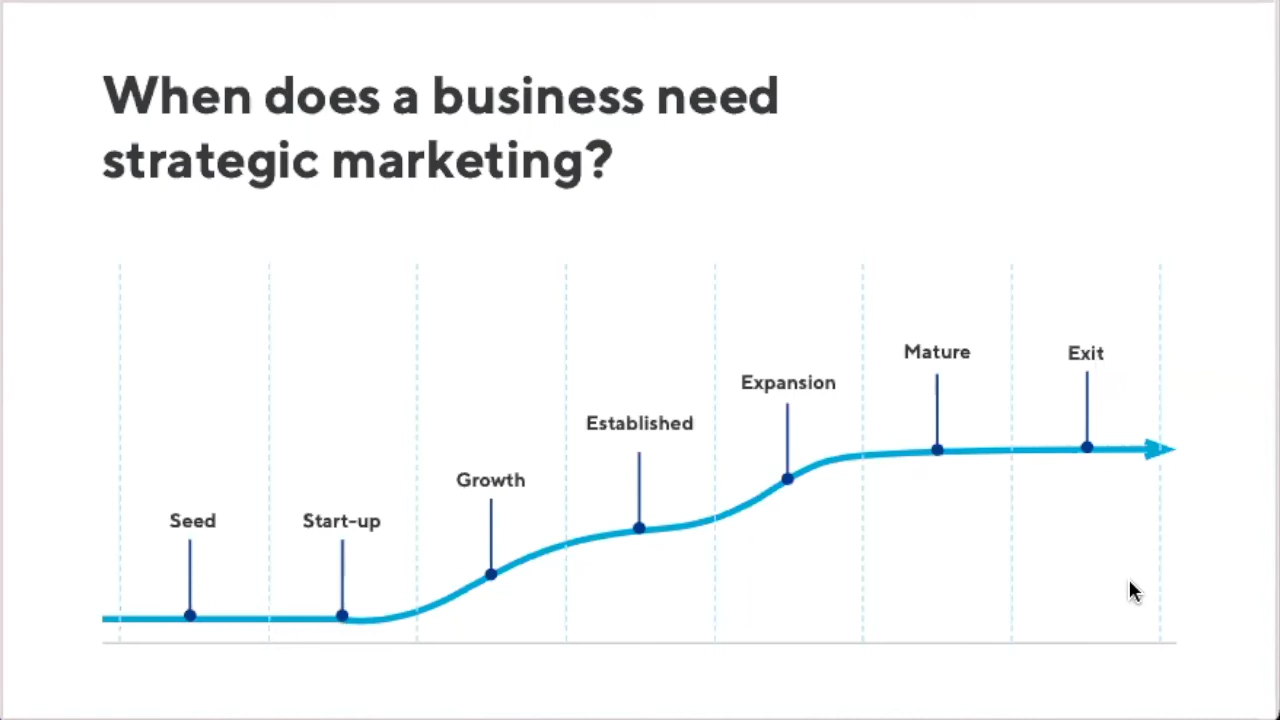 When does a business need
strategic marketing?
Seed
Start-up
Growth
Established
Expansion
Mature
Exit